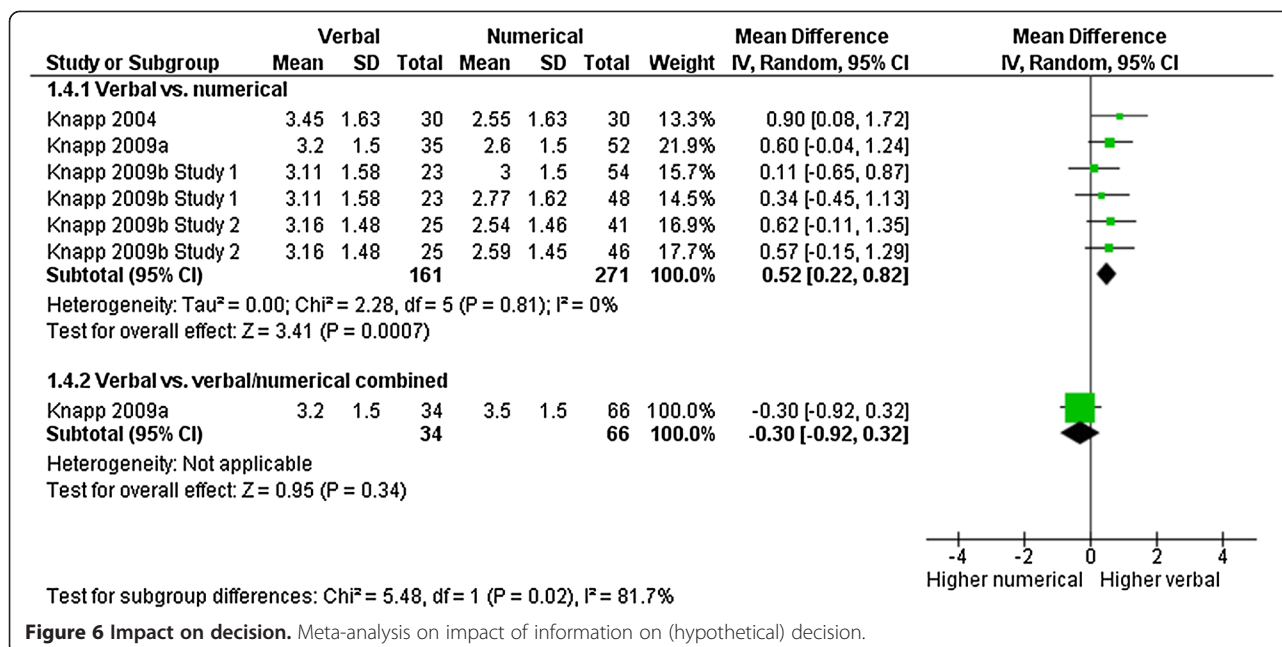 Verbal Numerical Mean Difference Mean Difference
Study or Subgroup Mean SD Total Mean SD Total Weight IV, Random, 95% CI IV, Random, 95% CI
1.4.1 Verbal vs. numerical
Knapp 2004 3.45 1.63 30 2.55 1.63 30 13.3% 0.90 [0.08, 1.72]
Knapp 2009a 3.2 1.5 35 2.6 1.5 52 21.9% 0.60 [-0.04, 1.24]
Knapp 2009b Study 1 3.11 1.58 23 3 1.5 54 15.7% 0.11 [-0.65, 0.87]
Knapp 2009b Study 1 3.11 1.58 23 2.77 1.62 48 14.5% 0.34 [-0.45, 1.13]
Knapp 2009b Study 2 3.16 1.48 25 2.54 1.46 41 16.9% 0.62 [-0.11, 1.35]
Knapp 2009b Study 2 3.16 1.48 25 2.59 1.45 46 17.7% 0.57 [-0.15, 1.29]
Subtotal (95% CI) 161 271 100.0% 0.52 [0.22, 0.82]
Heterogeneity: Tau² = 0.00; Chi² = 2.28, df = 5 (P = 0.81); I² = 0%
Test for overall effect: Z = 3.41 (P = 0.0007)
1.4.2 Verbal vs. verbal/numerical combined
Knapp 2009a 3.2 1.5 34 3.5 1.5 66 100.0% -0.30 [-0.92, 0.32]
Subtotal (95% CI) 34 66 100.0% -0.30 [-0.92, 0.32]
Heterogeneity: Not applicable
Test for overall effect: Z = 0.95 (P = 0.34)
-4 -2 0 2 4
Higher numerical Higher verbal
Test for subgroup differences: Chi² = 5.48, df = 1 (P = 0.02), I² = 81.7%
Figure 6 Impact on decision. Meta-analysis on impact of information on (hypothetical) decision.